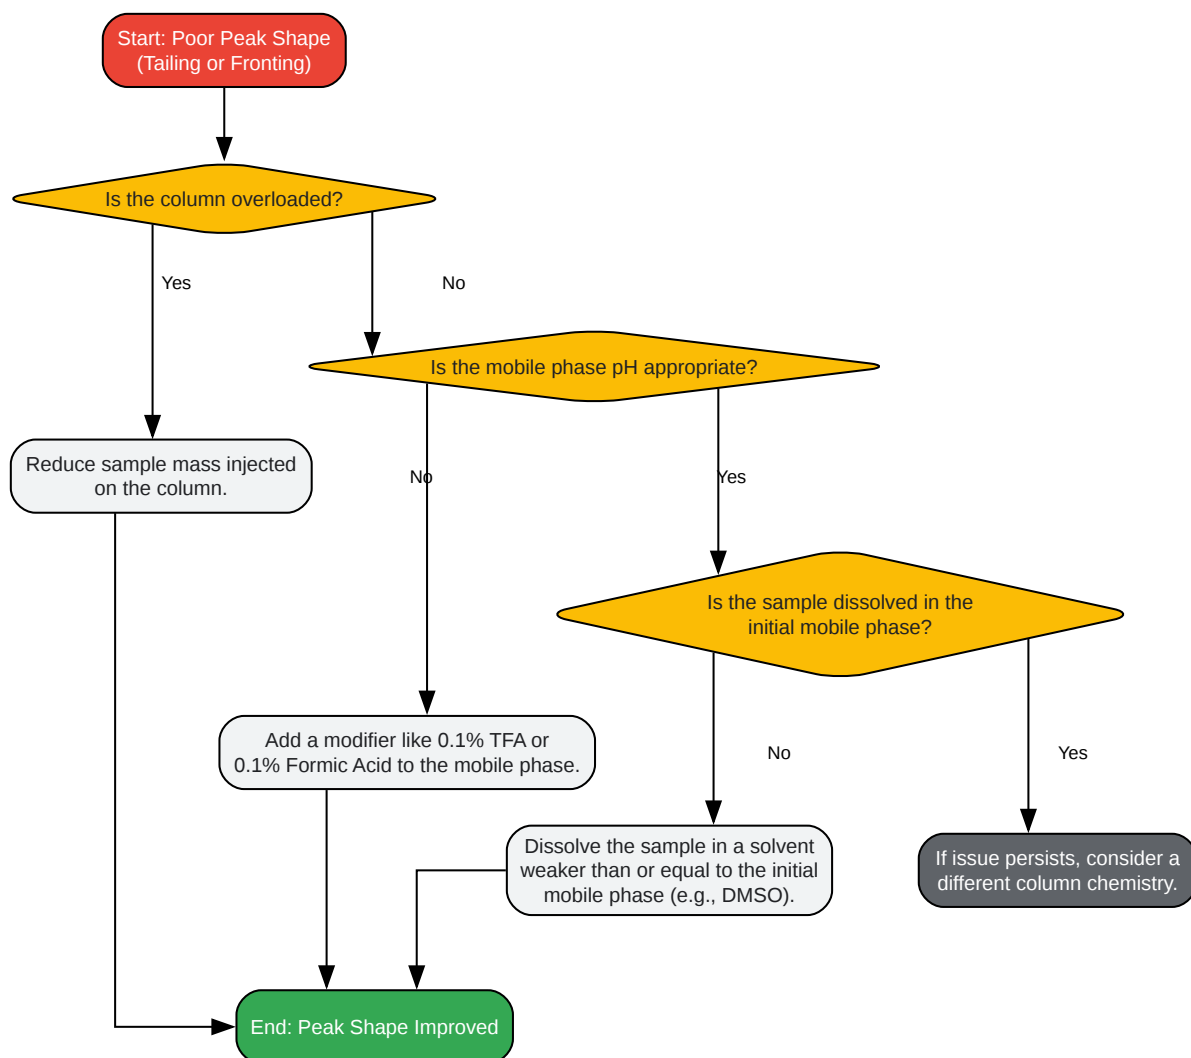 Start: Poor Peak Shape
(Tailing or Fronting)
Is the column overloaded?
Yes
No
Is the mobile phase pH appropriate?
Reduce sample mass injected
on the column.
No
Yes
Is the sample dissolved in the
initial mobile phase?
Add a modifier like 0.1% TFA or
0.1% Formic Acid to the mobile phase.
No
Yes
Dissolve the sample in a solvent
weaker than or equal to the initial
mobile phase (e.g., DMSO).
If issue persists, consider a
different column chemistry.
End: Peak Shape Improved